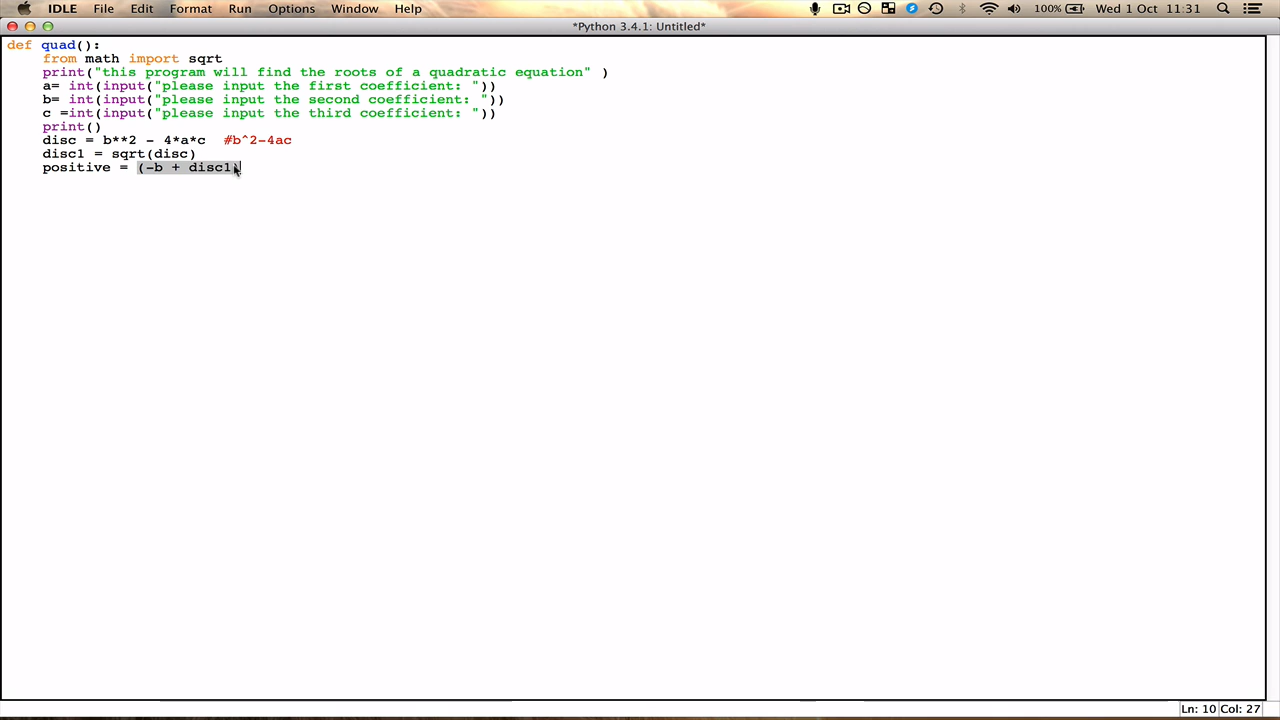 IDLE File Edit Format Run Options Window Help 100% Wed 1 Oct 11:31
*Python 3.4.1: Untitled*
def quad():
    from math import sqrt
    print("this program will find the roots of a quadratic equation" )
    a= int(input("please input the first coefficient: "))
    b= int(input("please input the second coefficient: "))
    c =int(input("please input the third coefficient: "))
    print()
    disc = b**2 - 4*a*c  #b^2-4ac
    disc1 = sqrt(disc)
    positive = (-b + disc1)
Ln: 10 Col: 27